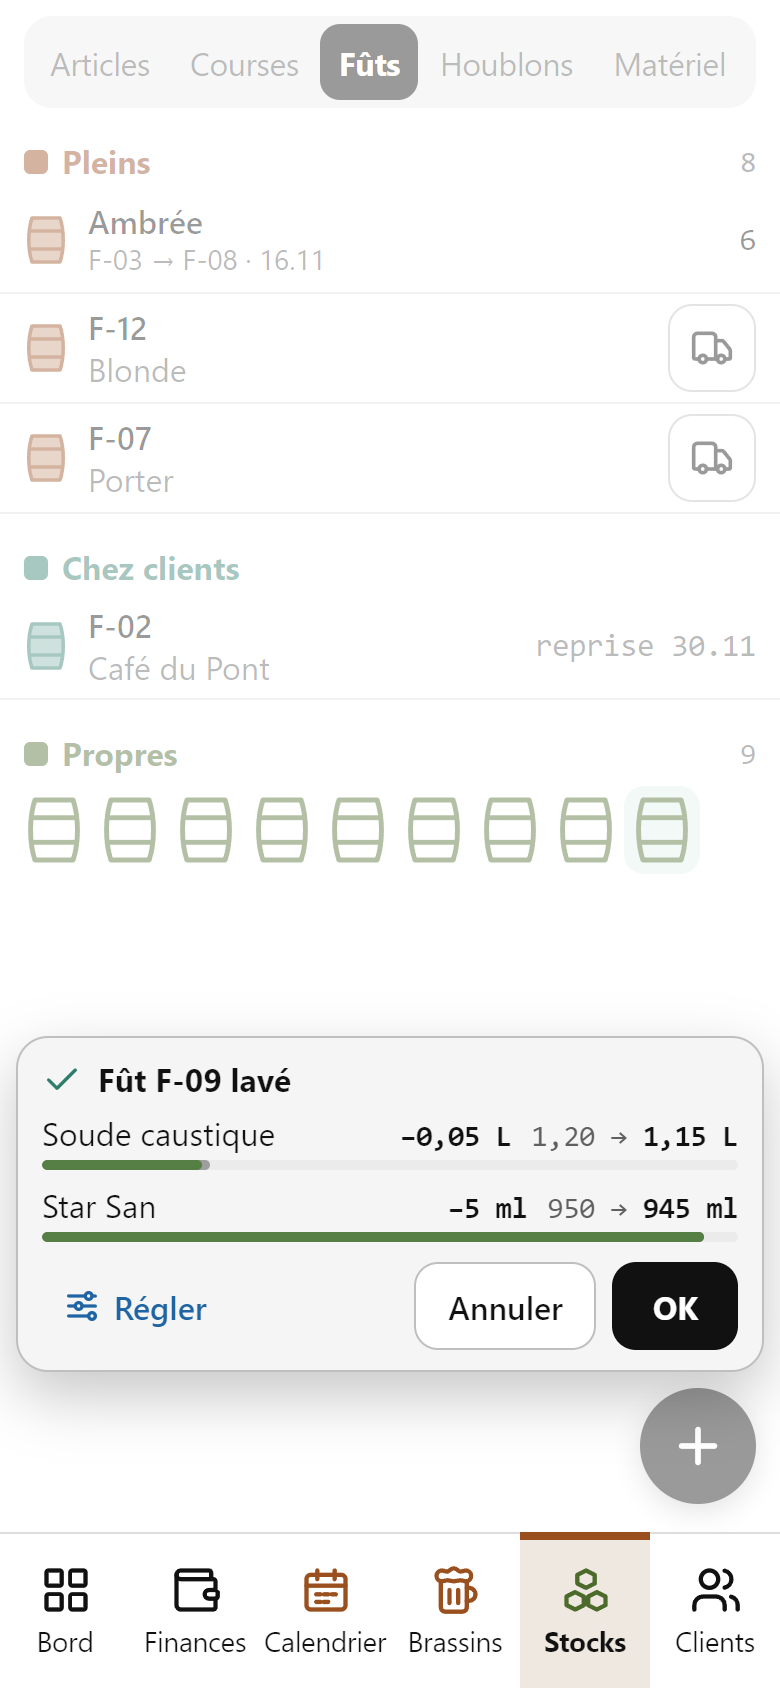 Articles Courses Fûts Houblons Matériel
Pleins 8
Ambrée
F-03 → F-08 · 16.11 6
F-12
Blonde
F-07
Porter
Chez clients
F-02
Café du Pont reprise 30.11
Propres 9
Fût F-09 lavé
Soude caustique −0,05 L 1,20 → 1,15 L
Star San −5 ml 950 → 945 ml
Régler Annuler OK
Bord Finances Calendrier Brassins Stocks Clients